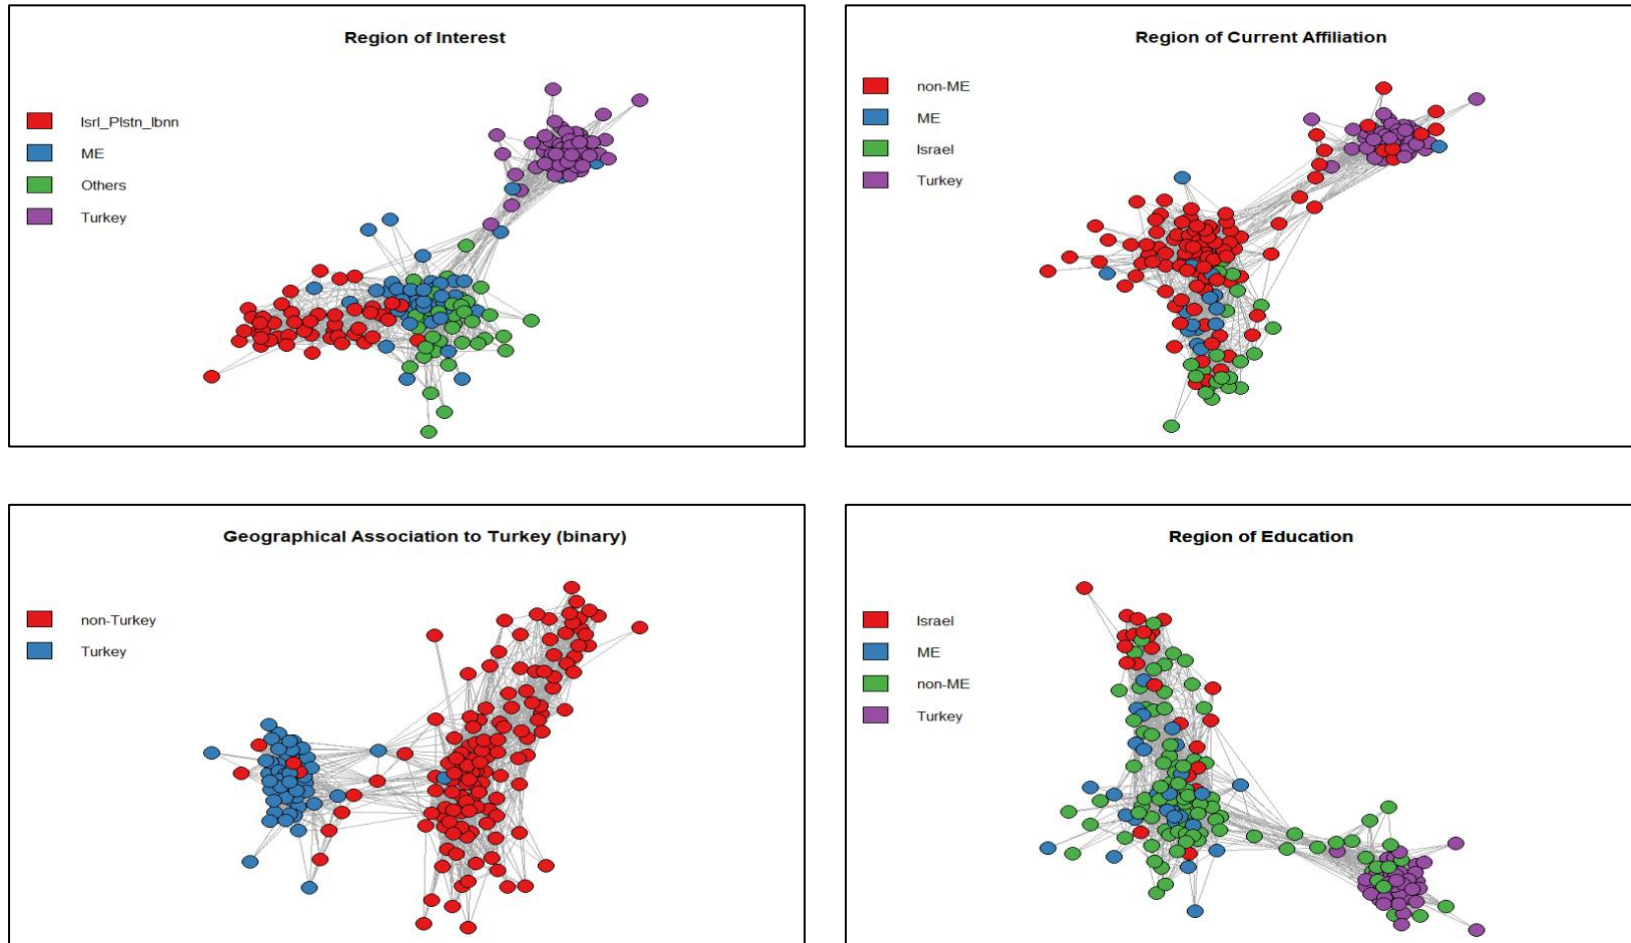 Region of Interest
Isrl_Plstn_lbnn
ME
Others
Turkey
Region of Current Affiliation
non-ME
ME
Israel
Turkey
Geographical Association to Turkey (binary)
non-Turkey
Turkey
Region of Education
Israel
ME
non-ME
Turkey